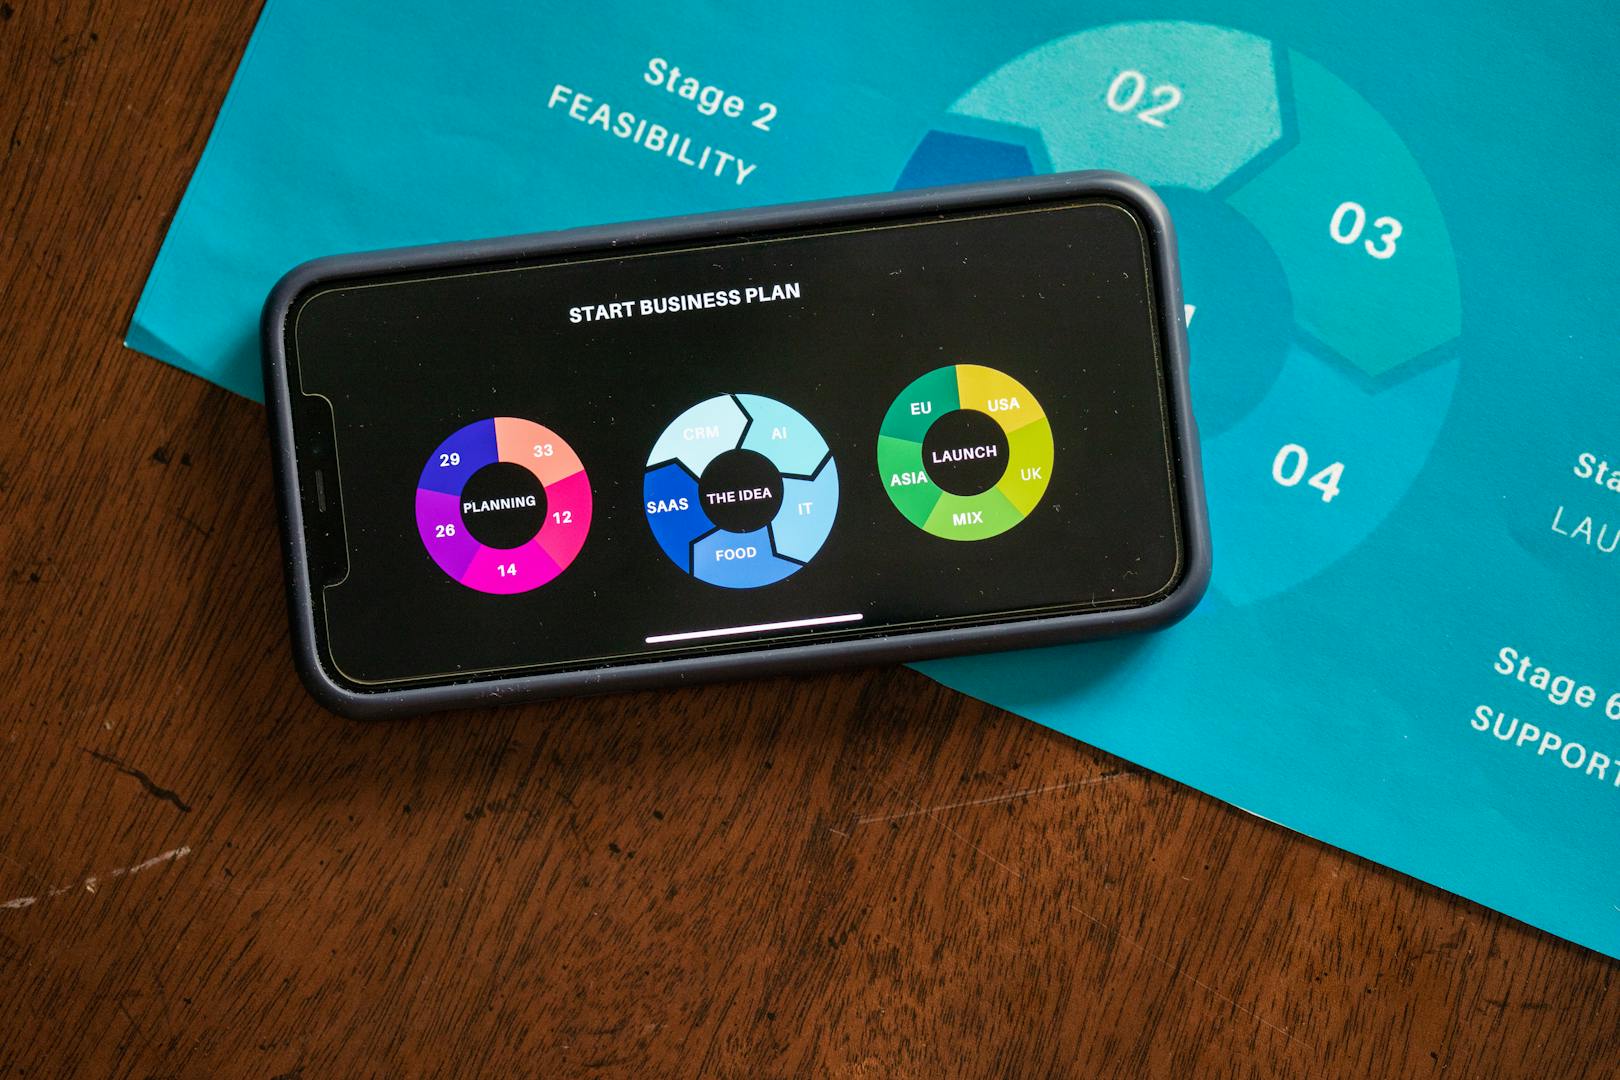 Stage 2
FEASIBILITY
02
03
04
Stage 6
SUPPORT
START BUSINESS PLAN
PLANNING
33
12
14
26
29
THE IDEA
CRM
AI
IT
FOOD
SAAS
LAUNCH
EU
USA
UK
MIX
ASIA